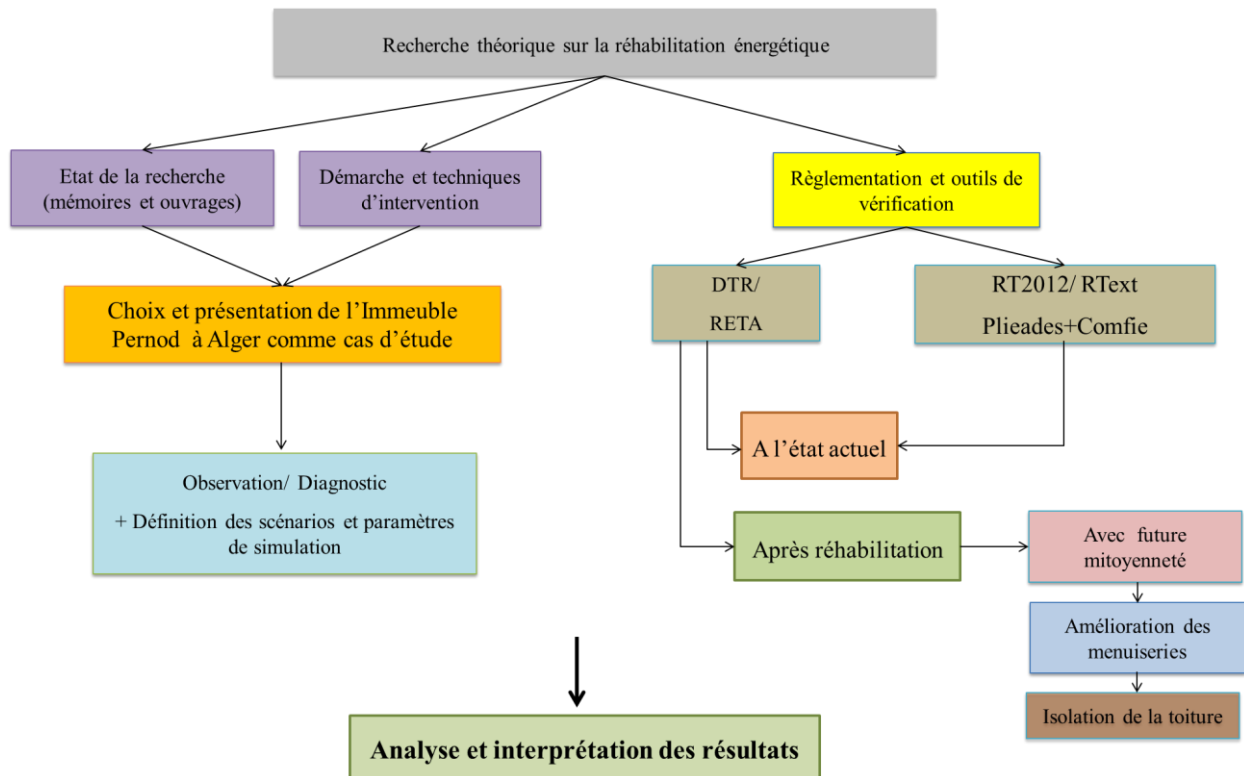 Recherche théorique sur la réhabilitation énergétique
Etat de la recherche
(mémoires et ouvrages)
Démarche et techniques
d’intervention
Règlementation et outils de
vérification
DTR/
RETA
RT2012/ RText
Plieades+Comfie
Choix et présentation de l’Immeuble
Pernod à Alger comme cas d’étude
A l’état actuel
Observation/ Diagnostic
+ Définition des scénarios et paramètres
de simulation
Après réhabilitation
Avec future
mitoyenneté
Amélioration des
menuiseries
Isolation de la toiture
Analyse et interprétation des résultats